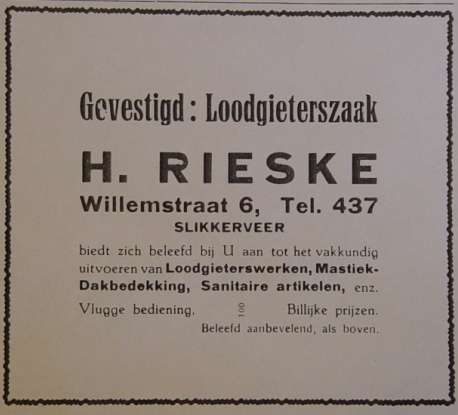 Gevestigd: Loodgieterszaak
H. RIESKE
Willemstraat 6, Tel. 437
SLIKKERVEER
biedt zich beleefd bij U aan tot het vakkundig
uitvoeren van Loodgieterswerken, Mastiek-
Dakbedekking, Sanitaire artikelen, enz.
Vlugge bediening. Billijke prijzen.
Beleefd aanbevelend, als boven.